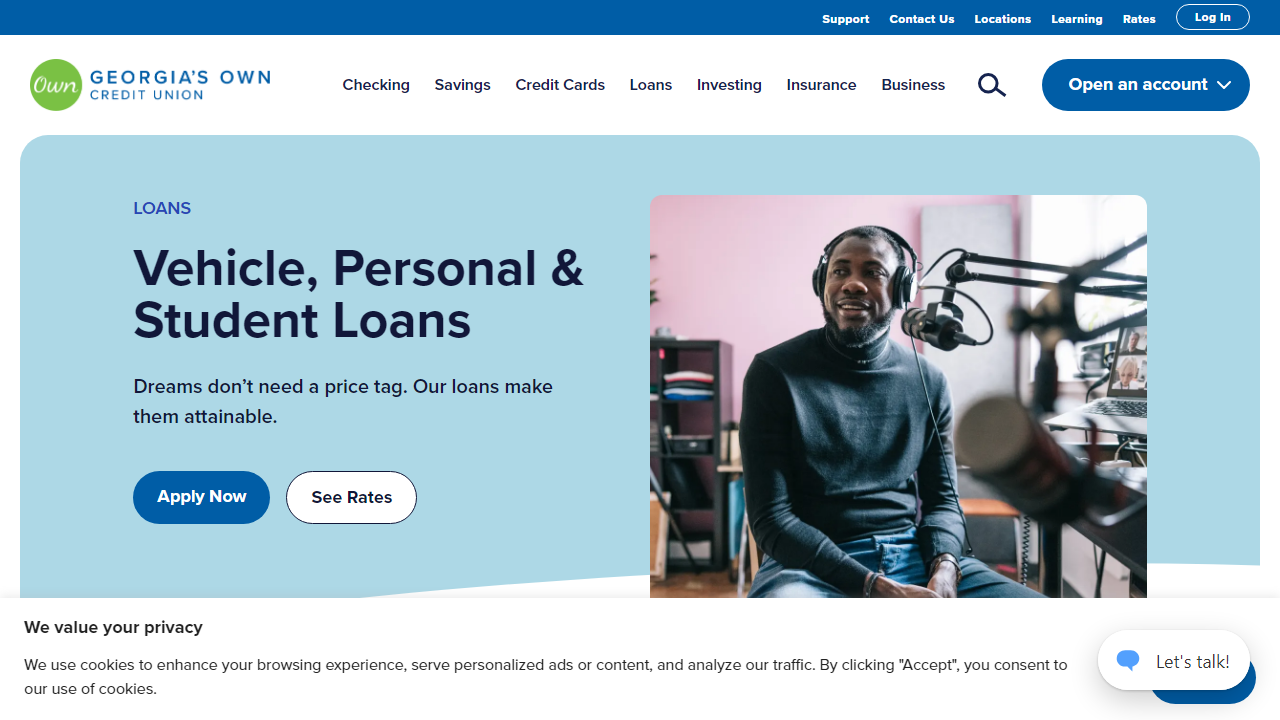 Support Contact Us Locations Learning Rates Log In
Own GEORGIA'S OWN
CREDIT UNION
Checking Savings Credit Cards Loans Investing Insurance Business Open an account
LOANS
Vehicle, Personal &
Student Loans
Dreams don’t need a price tag. Our loans make
them attainable.
Apply Now See Rates
We value your privacy
We use cookies to enhance your browsing experience, serve personalized ads or content, and analyze our traffic. By clicking "Accept", you consent to
our use of cookies.
Let's talk!